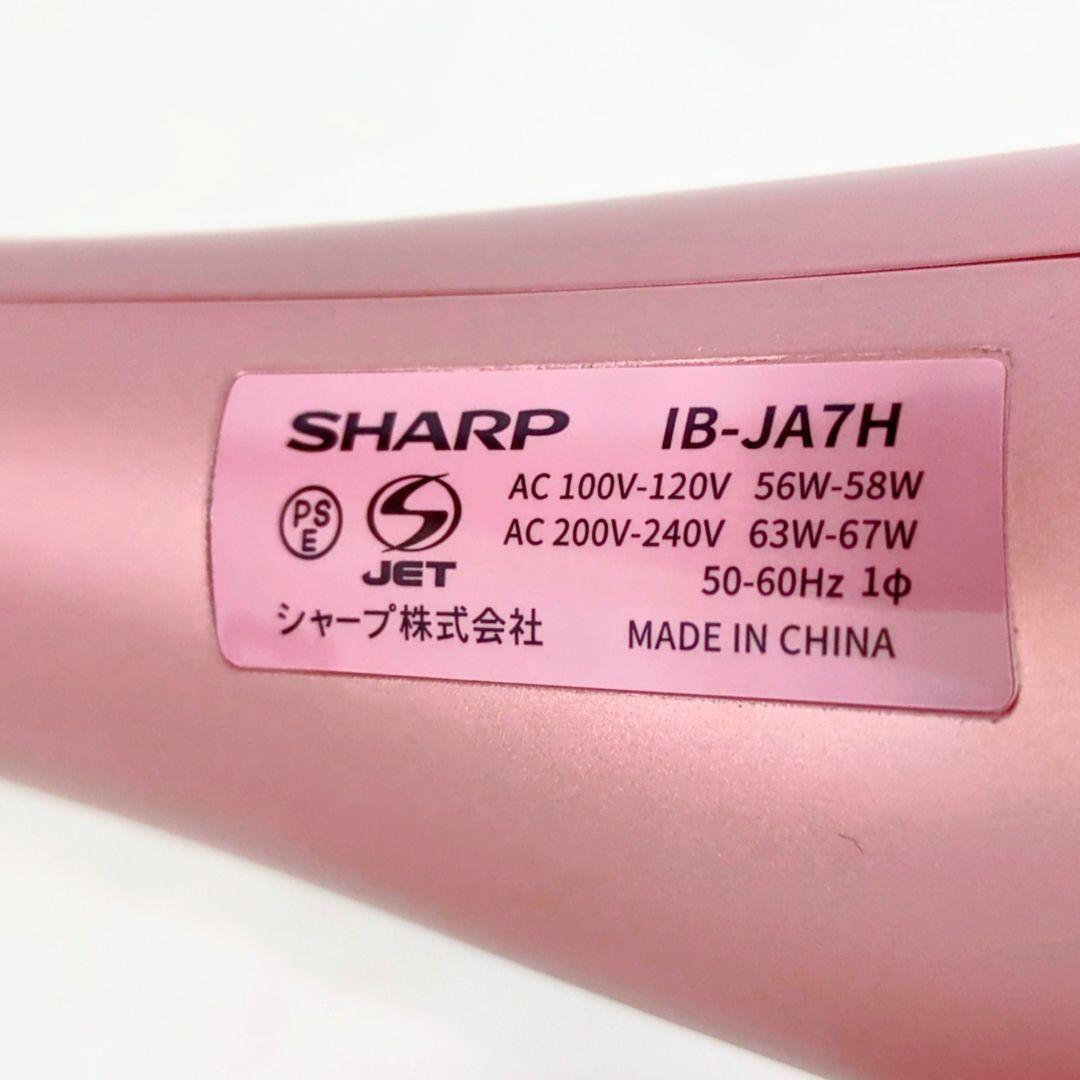 SHARP IB-JA7H
PS
E
JET
AC 100V-120V 56W-58W
AC 200V-240V 63W-67W
50-60Hz 1φ
シャープ株式会社
MADE IN CHINA